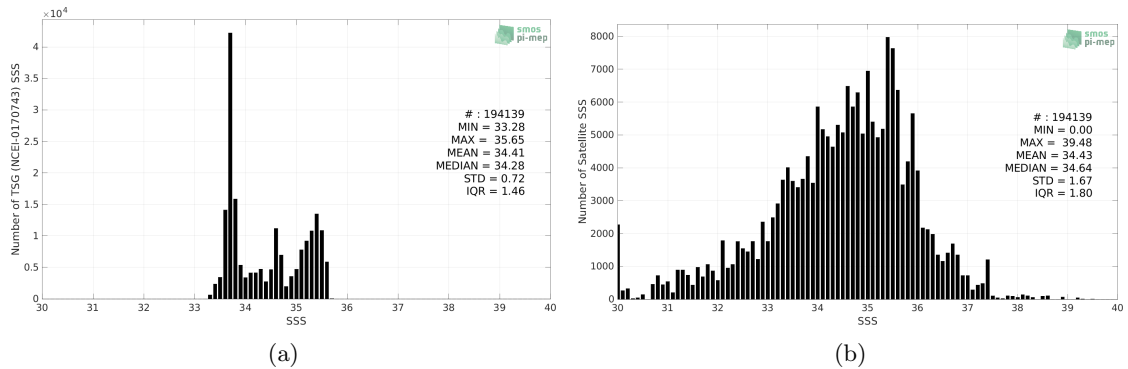 ×10^4
4
3.5
3
2.5
2
1.5
1
0.5
0
Number of TSG (NCEI-0170743) SSS
30 31 32 33 34 35 36 37 38 39 40
SSS
smos
pi-mep
# : 194139
MIN = 33.28
MAX = 35.65
MEAN = 34.41
MEDIAN = 34.28
STD = 0.72
IQR = 1.46
(a)
8000
7000
6000
5000
4000
3000
2000
1000
0
Number of Satellite SSS
30 31 32 33 34 35 36 37 38 39 40
SSS
smos
pi-mep
# : 194139
MIN = 0.00
MAX = 39.48
MEAN = 34.43
MEDIAN = 34.64
STD = 1.67
IQR = 1.80
(b)